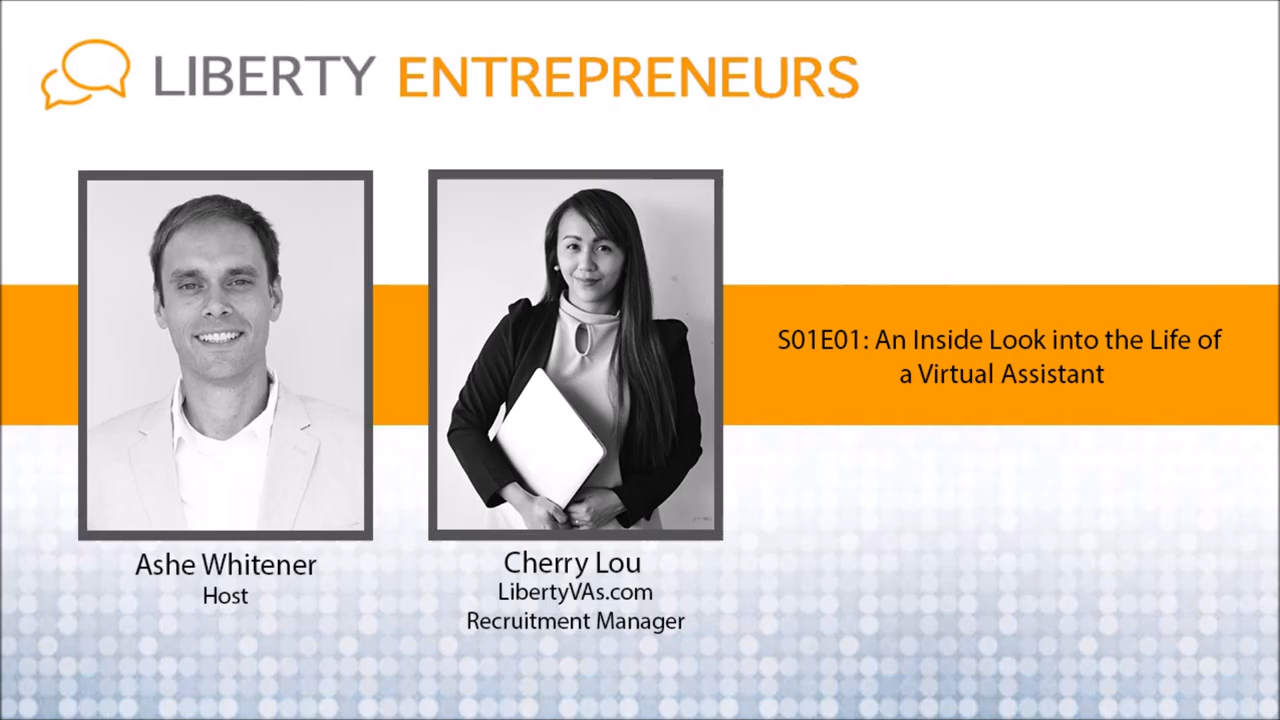 LIBERTY ENTREPRENEURS
S01E01: An Inside Look into the Life of
a Virtual Assistant
Ashe Whitener
Host
Cherry Lou
LibertyVAs.com
Recruitment Manager